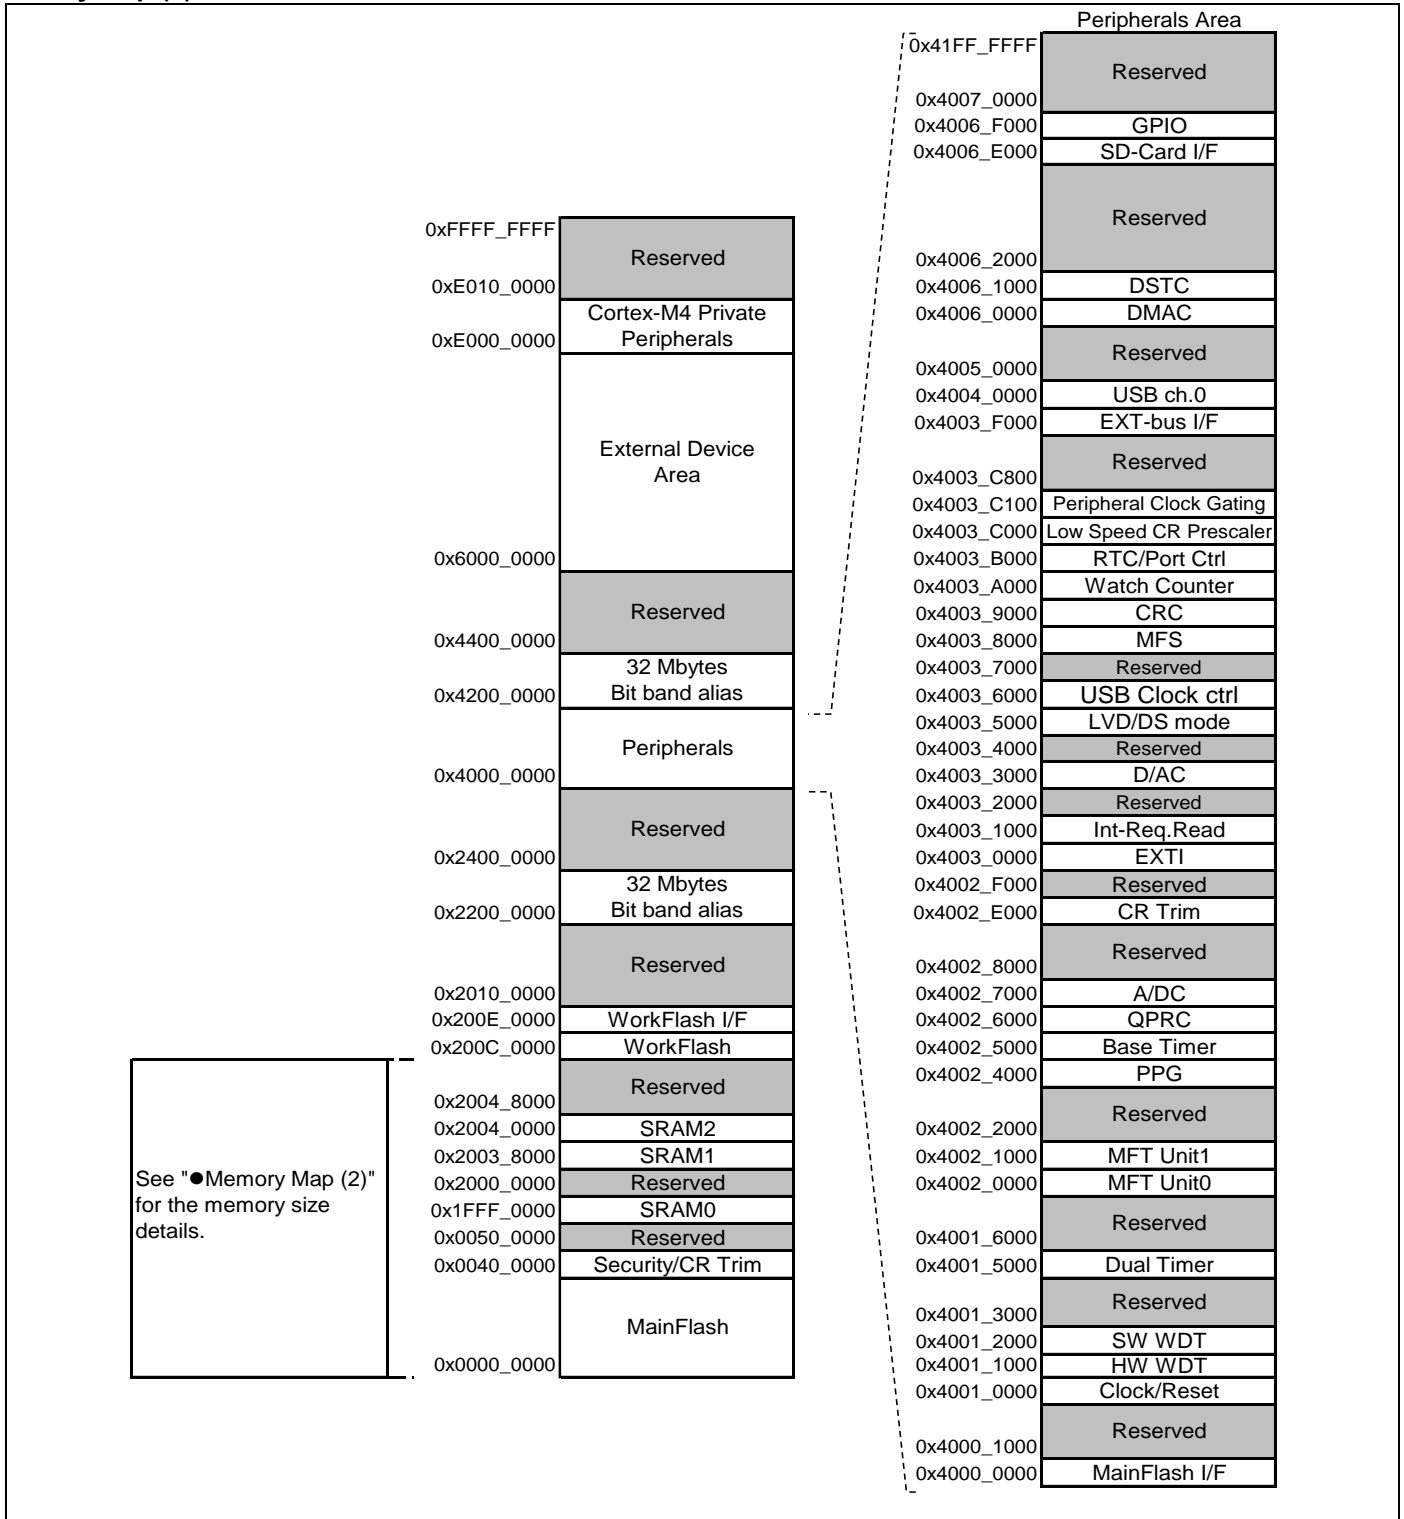 Peripherals Area
0x41FF_FFFF
Reserved
0x4007_0000
0x4006_F000 GPIO
0x4006_E000 SD-Card I/F
Reserved
0x4006_2000
0x4006_1000 DSTC
0x4006_0000 DMAC
Reserved
0x4005_0000
0x4004_0000 USB ch.0
0x4003_F000 EXT-bus I/F
Reserved
0x4003_C800
0x4003_C100 Peripheral Clock Gating
0x4003_C000 Low Speed CR Prescaler
0x4003_B000 RTC/Port Ctrl
0x4003_A000 Watch Counter
0x4003_9000 CRC
0x4003_8000 MFS
0x4003_7000 Reserved
0x4003_6000 USB Clock ctrl
0x4003_5000 LVD/DS mode
0x4003_4000 Reserved
0x4003_3000 D/AC
0x4003_2000 Reserved
0x4003_1000 Int-Req.Read
0x4003_0000 EXTI
0x4002_F000 Reserved
0x4002_E000 CR Trim
Reserved
0x4002_8000
0x4002_7000 A/DC
0x4002_6000 QPRC
0x4002_5000 Base Timer
0x4002_4000 PPG
Reserved
0x4002_2000
0x4002_1000 MFT Unit1
0x4002_0000 MFT Unit0
Reserved
0x4001_6000
0x4001_5000 Dual Timer
Reserved
0x4001_3000
0x4001_2000 SW WDT
0x4001_1000 HW WDT
0x4001_0000 Clock/Reset
Reserved
0x4000_1000
0x4000_0000 MainFlash I/F
0xFFFF_FFFF
Reserved
0xE010_0000
Cortex-M4 Private
0xE000_0000 Peripherals
External Device
Area
0x6000_0000
Reserved
0x4400_0000
32 Mbytes
0x4200_0000 Bit band alias
Peripherals
0x4000_0000
Reserved
0x2400_0000
32 Mbytes
0x2200_0000 Bit band alias
Reserved
0x2010_0000
0x200E_0000 WorkFlash I/F
0x200C_0000 WorkFlash
Reserved
0x2004_8000
0x2004_0000 SRAM2
0x2003_8000 SRAM1
0x2000_0000 Reserved
0x1FFF_0000 SRAM0
0x0050_0000 Reserved
0x0040_0000 Security/CR Trim
MainFlash
0x0000_0000
See "●Memory Map (2)"
for the memory size
details.